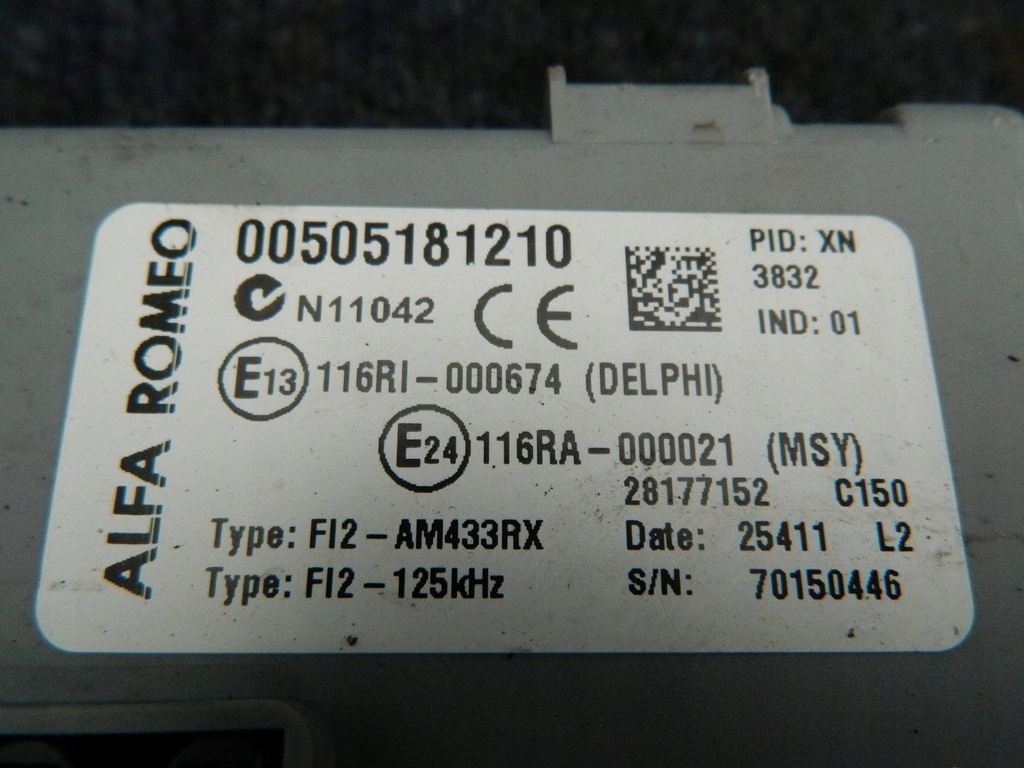 ALFA ROMEO
00505181210
N11042 CE
E13 116RI-000674 (DELPHI)
E24 116RA-000021 (MSY)
28177152 C150
Type: FI2-AM433RX
Date: 25411 L2
Type: FI2-125kHz
S/N: 70150446
PID: XN
3832
IND: 01